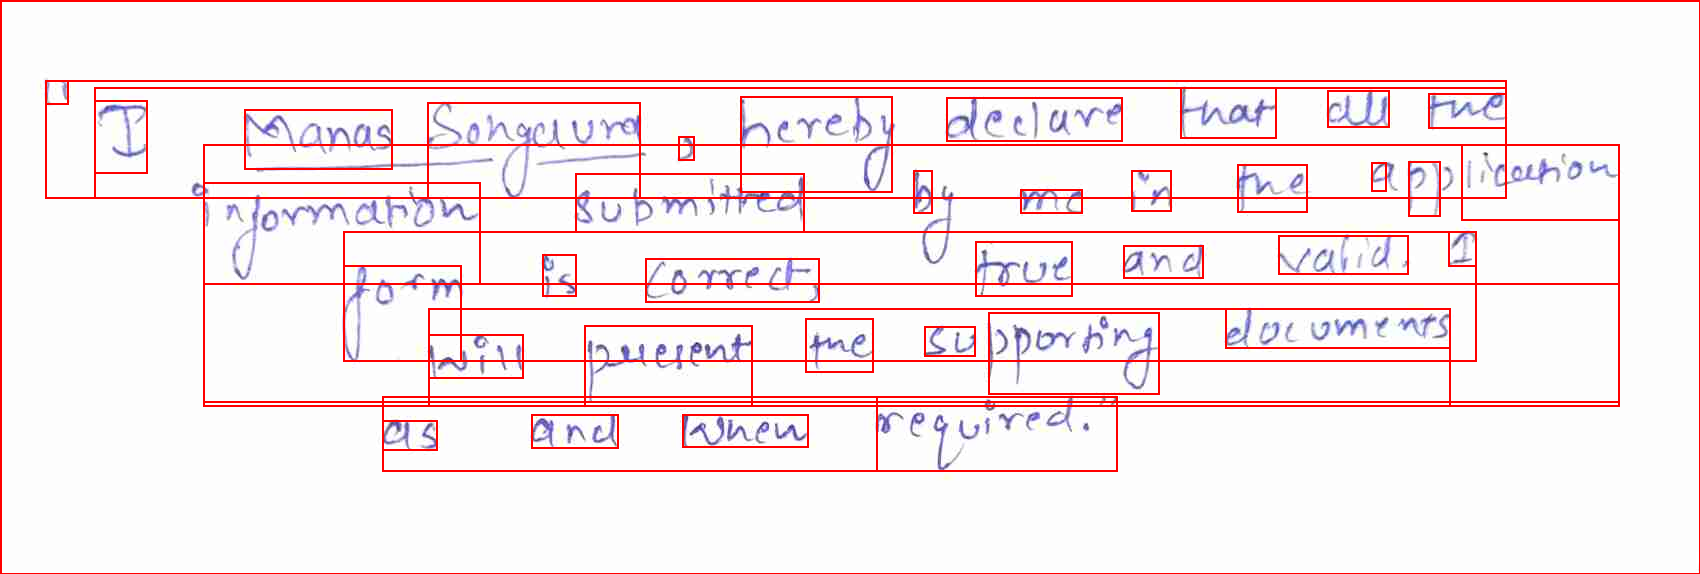 "I Manas Songaura, hereby declare that all the
information submitted by me in the application
form is correct, true and valid. I
will present the supporting documents
as and when required."